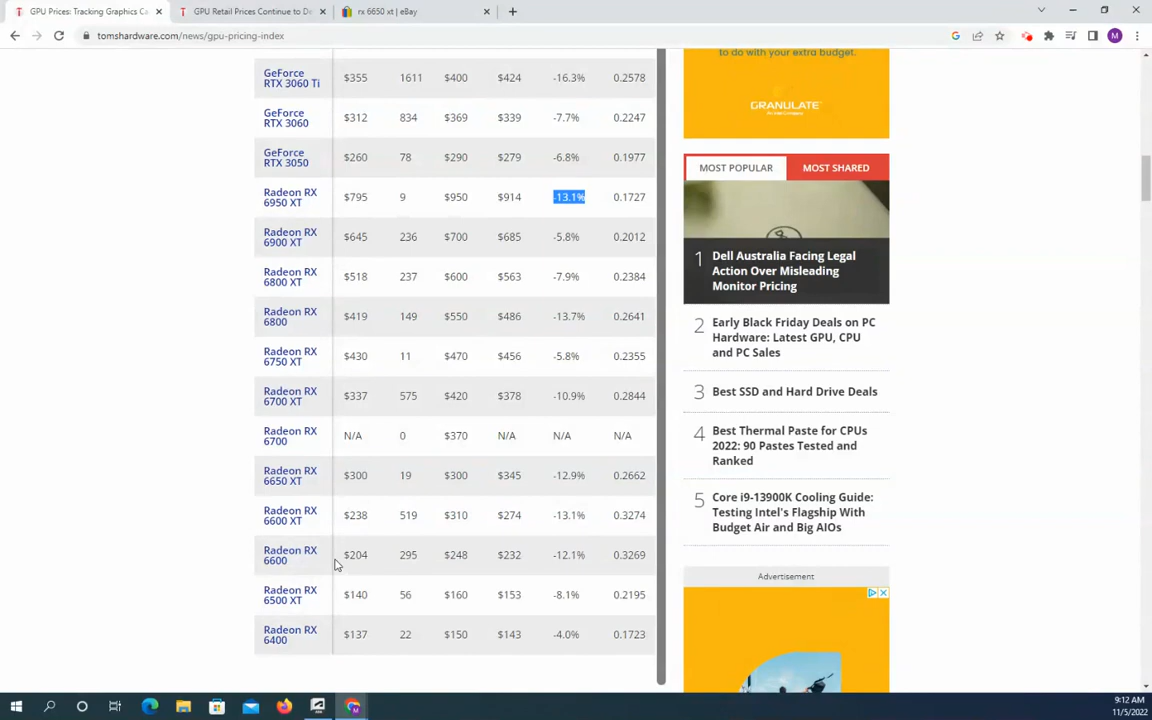 GPU Prices: Tracking Graphics Ca
GPU Retail Prices Continue to Dr
rx 6650 xt | eBay
tomshardware.com/news/gpu-pricing-index
M
GeForce
RTX 3060 Ti
$355 1611 $400 $424 -16.3% 0.2578
GeForce
RTX 3060
$312 834 $369 $339 -7.7% 0.2247
GeForce
RTX 3050
$260 78 $290 $279 -6.8% 0.1977
Radeon RX
6950 XT
$795 9 $950 $914 -13.1% 0.1727
Radeon RX
6900 XT
$645 236 $700 $685 -5.8% 0.2012
Radeon RX
6800 XT
$518 237 $600 $563 -7.9% 0.2384
Radeon RX
6800
$419 149 $550 $486 -13.7% 0.2641
Radeon RX
6750 XT
$430 11 $470 $456 -5.8% 0.2355
Radeon RX
6700 XT
$337 575 $420 $378 -10.9% 0.2844
Radeon RX
6700
N/A 0 $370 N/A N/A N/A
Radeon RX
6650 XT
$300 19 $300 $345 -12.9% 0.2662
Radeon RX
6600 XT
$238 519 $310 $274 -13.1% 0.3274
Radeon RX
6600
$204 295 $248 $232 -12.1% 0.3269
Radeon RX
6500 XT
$140 56 $160 $153 -8.1% 0.2195
Radeon RX
6400
$137 22 $150 $143 -4.0% 0.1723
to do with your extra budget.
GRANULATE
MOST POPULAR
MOST SHARED
1 Dell Australia Facing Legal
Action Over Misleading
Monitor Pricing
2 Early Black Friday Deals on PC
Hardware: Latest GPU, CPU
and PC Sales
3 Best SSD and Hard Drive Deals
4 Best Thermal Paste for CPUs
2022: 90 Pastes Tested and
Ranked
5 Core i9-13900K Cooling Guide:
Testing Intel's Flagship With
Budget Air and Big AIOs
Advertisement
9:12 AM
11/5/2022